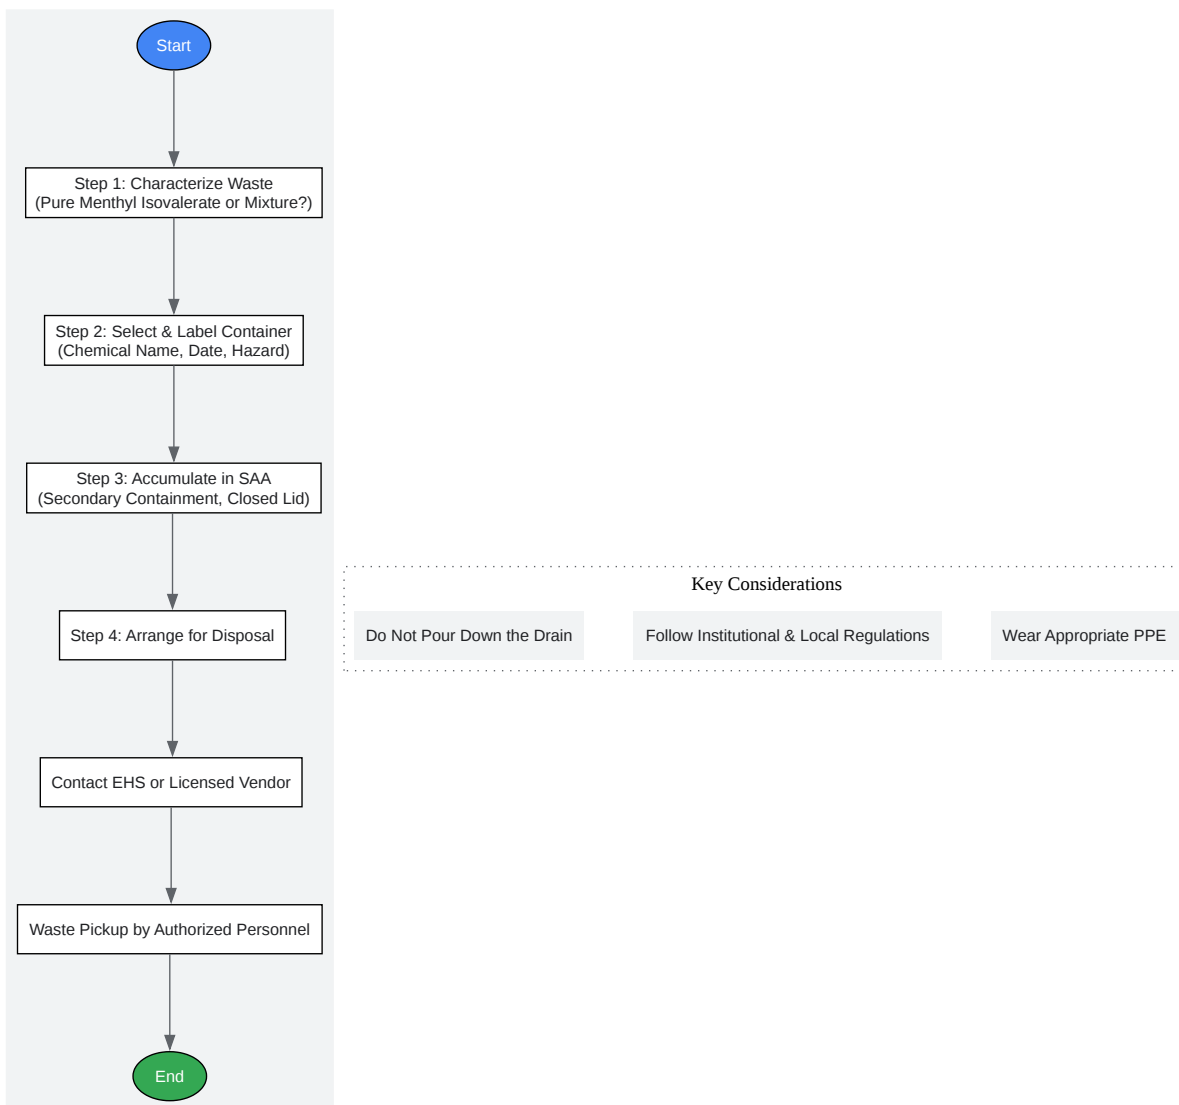 Start
Step 1: Characterize Waste
(Pure Menthyl Isovalerate or Mixture?)
Step 2: Select & Label Container
(Chemical Name, Date, Hazard)
Step 3: Accumulate in SAA
(Secondary Containment, Closed Lid)
Step 4: Arrange for Disposal
Contact EHS or Licensed Vendor
Waste Pickup by Authorized Personnel
End
Key Considerations
Do Not Pour Down the Drain
Follow Institutional & Local Regulations
Wear Appropriate PPE